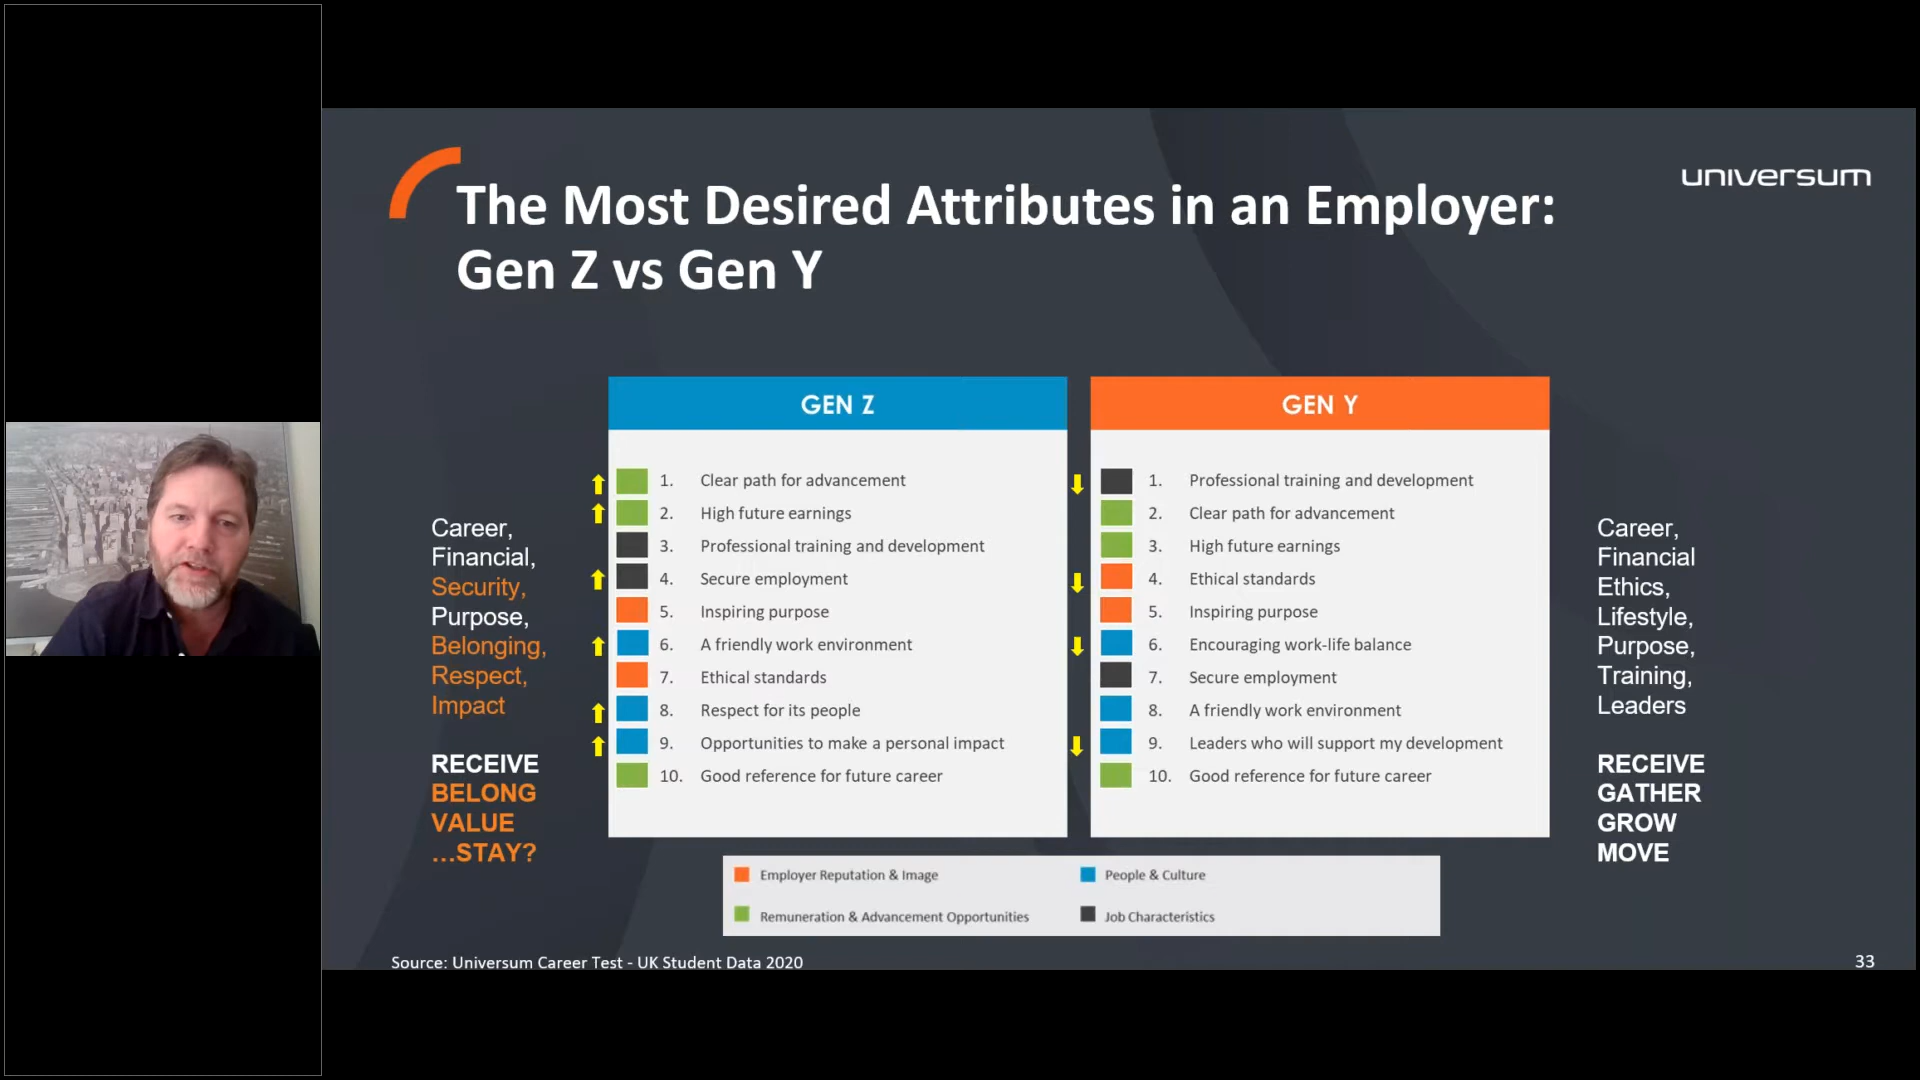 universum
The Most Desired Attributes in an Employer:
Gen Z vs Gen Y
Career,
Financial,
Security,
Purpose,
Belonging,
Respect,
Impact
RECEIVE
BELONG
VALUE
...STAY?
GEN Z
1. Clear path for advancement
2. High future earnings
3. Professional training and development
4. Secure employment
5. Inspiring purpose
6. A friendly work environment
7. Ethical standards
8. Respect for its people
9. Opportunities to make a personal impact
10. Good reference for future career
GEN Y
1. Professional training and development
2. Clear path for advancement
3. High future earnings
4. Ethical standards
5. Inspiring purpose
6. Encouraging work-life balance
7. Secure employment
8. A friendly work environment
9. Leaders who will support my development
10. Good reference for future career
Career,
Financial
Ethics,
Lifestyle,
Purpose,
Training,
Leaders
RECEIVE
GATHER
GROW
MOVE
Employer Reputation & Image
People & Culture
Remuneration & Advancement Opportunities
Job Characteristics
Source: Universum Career Test - UK Student Data 2020
33